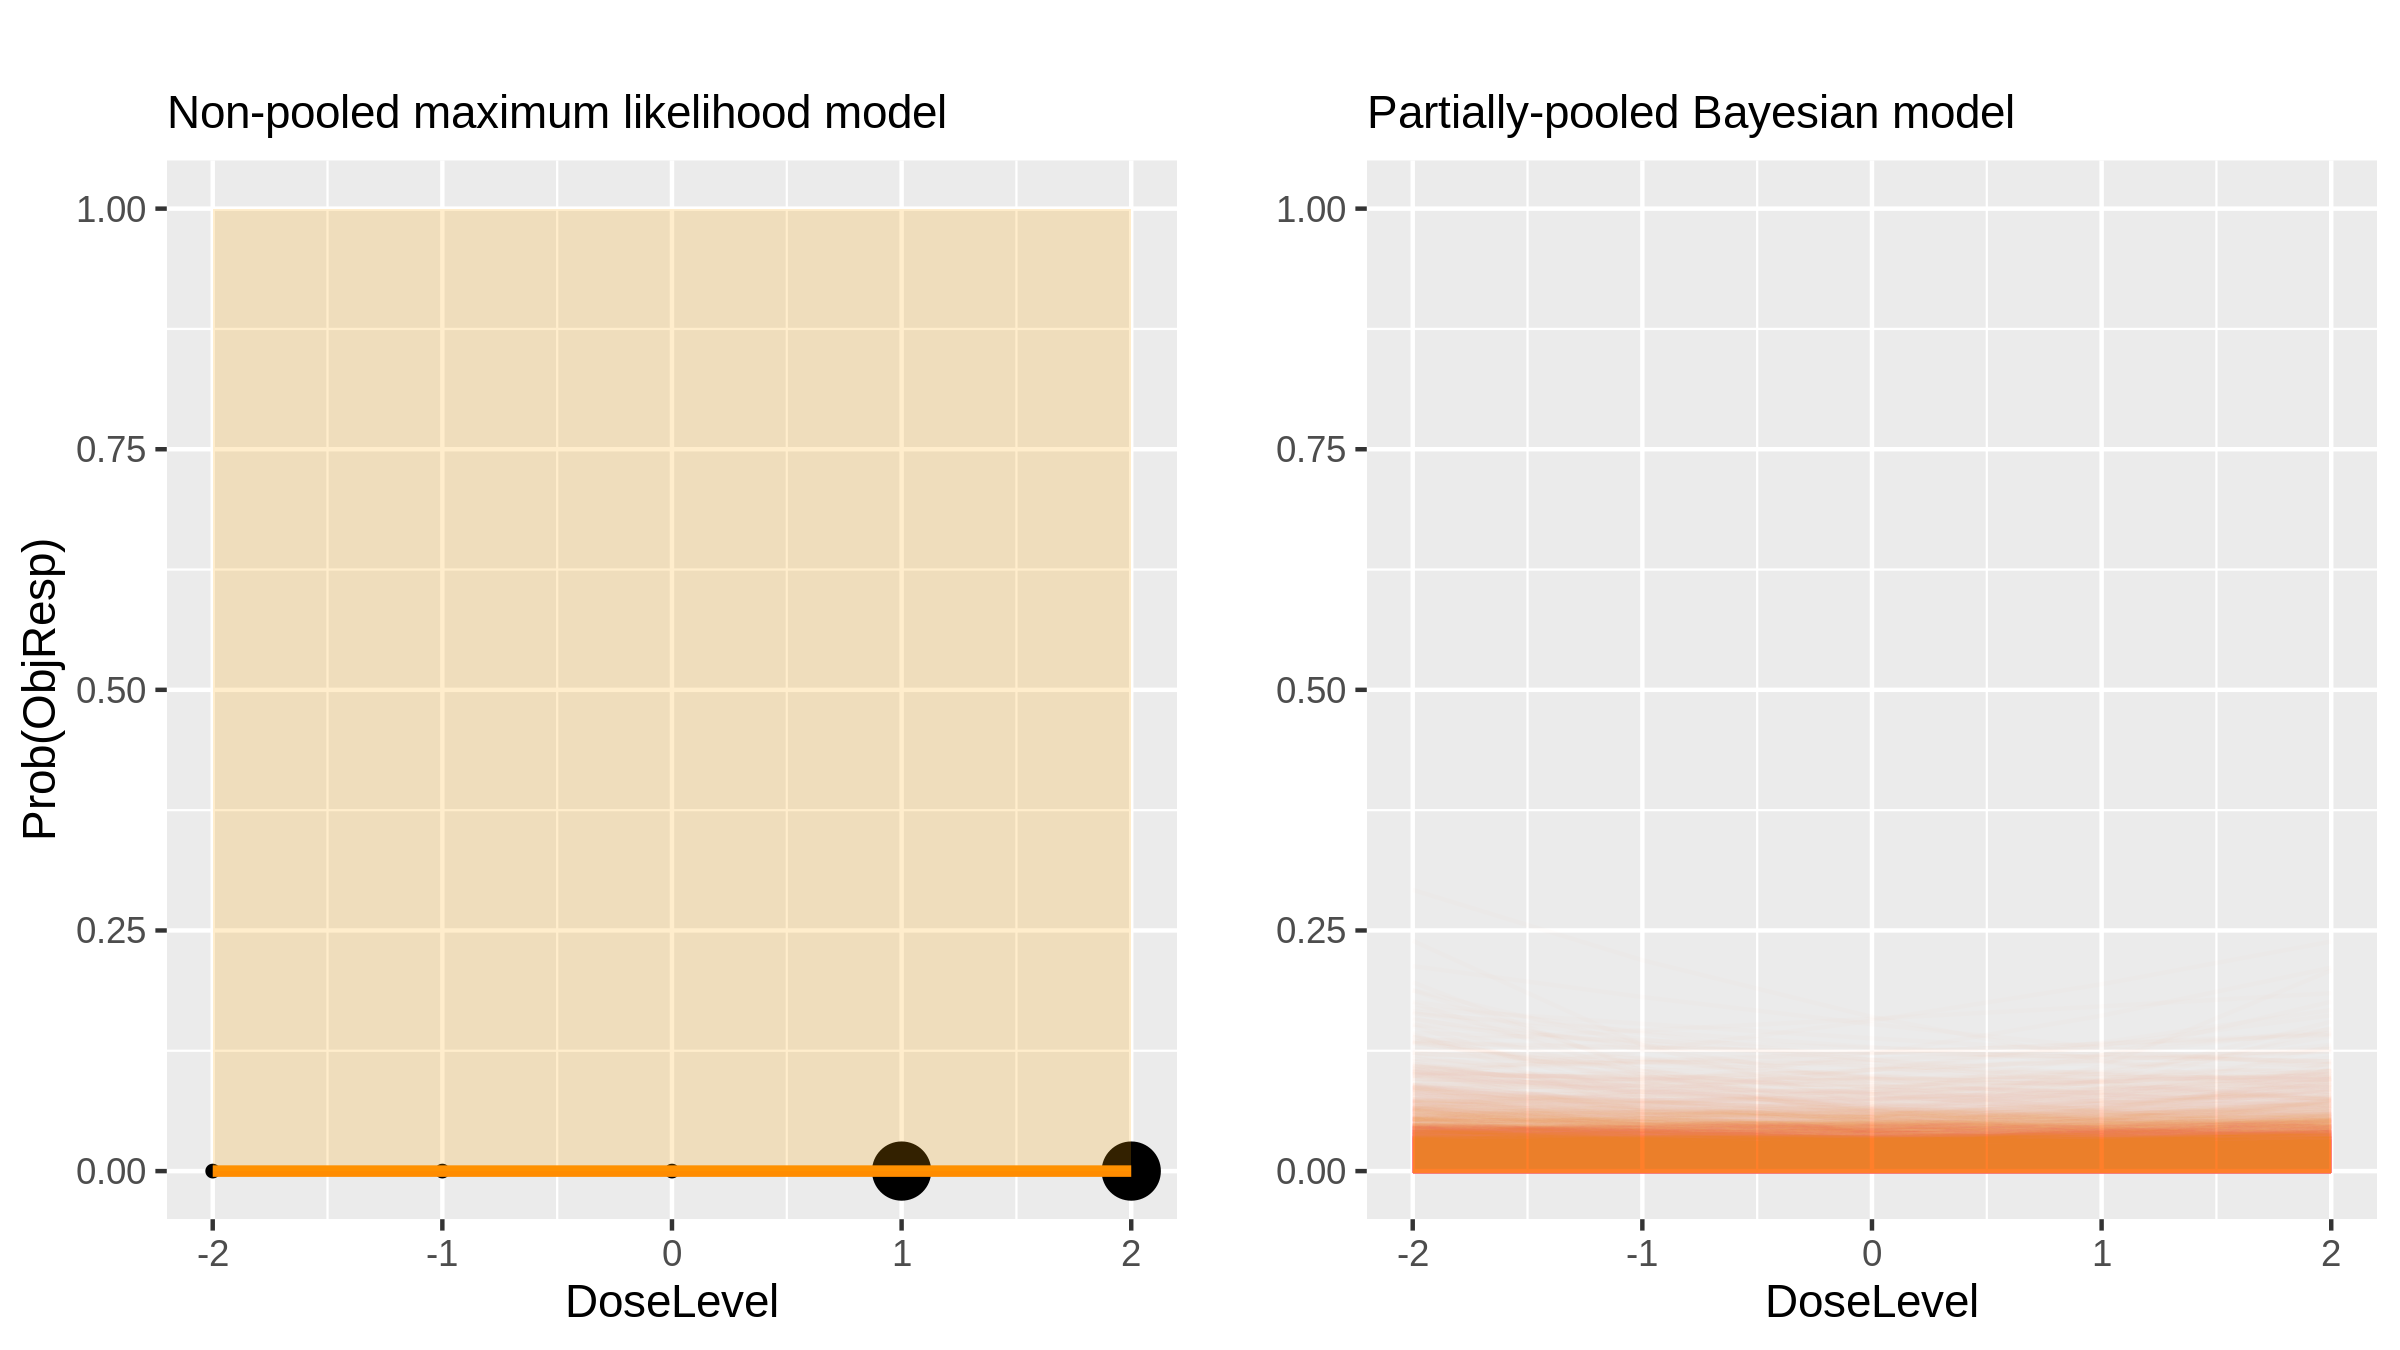 Non-pooled maximum likelihood model
Prob(ObjResp)
1.00
0.75
0.50
0.25
0.00
-2 -1 0 1 2
DoseLevel
Partially-pooled Bayesian model
1.00
0.75
0.50
0.25
0.00
-2 -1 0 1 2
DoseLevel